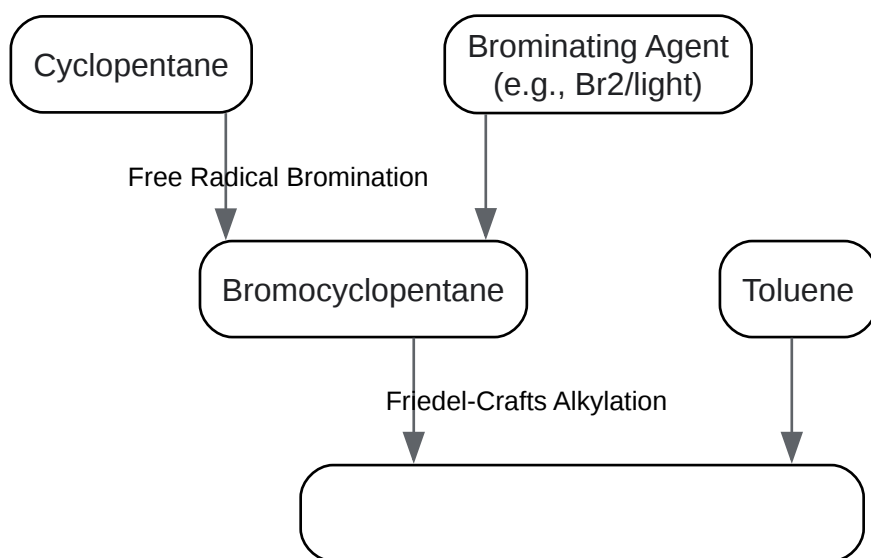 Cyclopentane
Brominating Agent
(e.g., Br2/light)
Free Radical Bromination
Bromocyclopentane
Toluene
Friedel-Crafts Alkylation